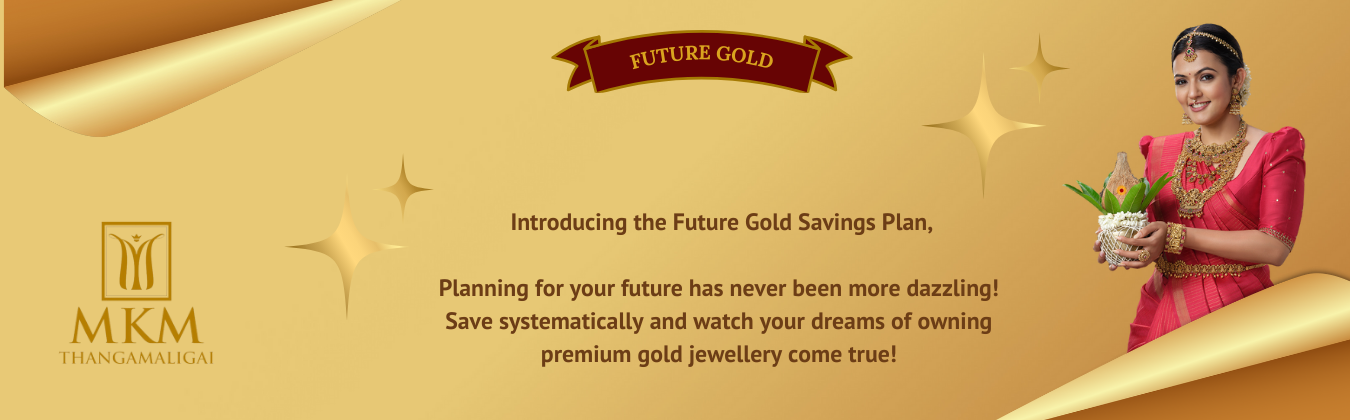 FUTURE GOLD
Introducing the Future Gold Savings Plan,
Planning for your future has never been more dazzling!
Save systematically and watch your dreams of owning
premium gold jewellery come true!
MKM
THANGAMALIGAI